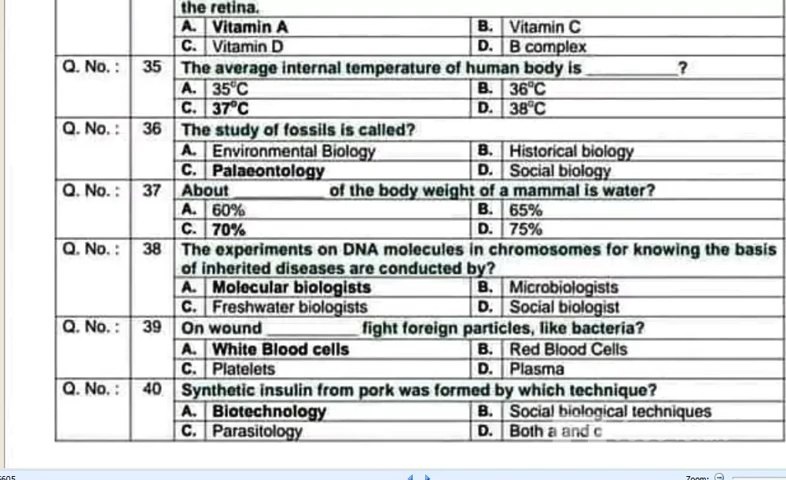 the retina.
A. Vitamin A B. Vitamin C
C. Vitamin D D. B complex
Q. No. : 35 The average internal temperature of human body is __________?
A. 35°C B. 36°C
C. 37°C D. 38°C
Q. No. : 36 The study of fossils is called?
A. Environmental Biology B. Historical biology
C. Palaeontology D. Social biology
Q. No. : 37 About __________ of the body weight of a mammal is water?
A. 60% B. 65%
C. 70% D. 75%
Q. No. : 38 The experiments on DNA molecules in chromosomes for knowing the basis
of inherited diseases are conducted by?
A. Molecular biologists B. Microbiologists
C. Freshwater biologists D. Social biologist
Q. No. : 39 On wound __________ fight foreign particles, like bacteria?
A. White Blood cells B. Red Blood Cells
C. Platelets D. Plasma
Q. No. : 40 Synthetic insulin from pork was formed by which technique?
A. Biotechnology B. Social biological techniques
C. Parasitology D. Both a and c
Zoom: